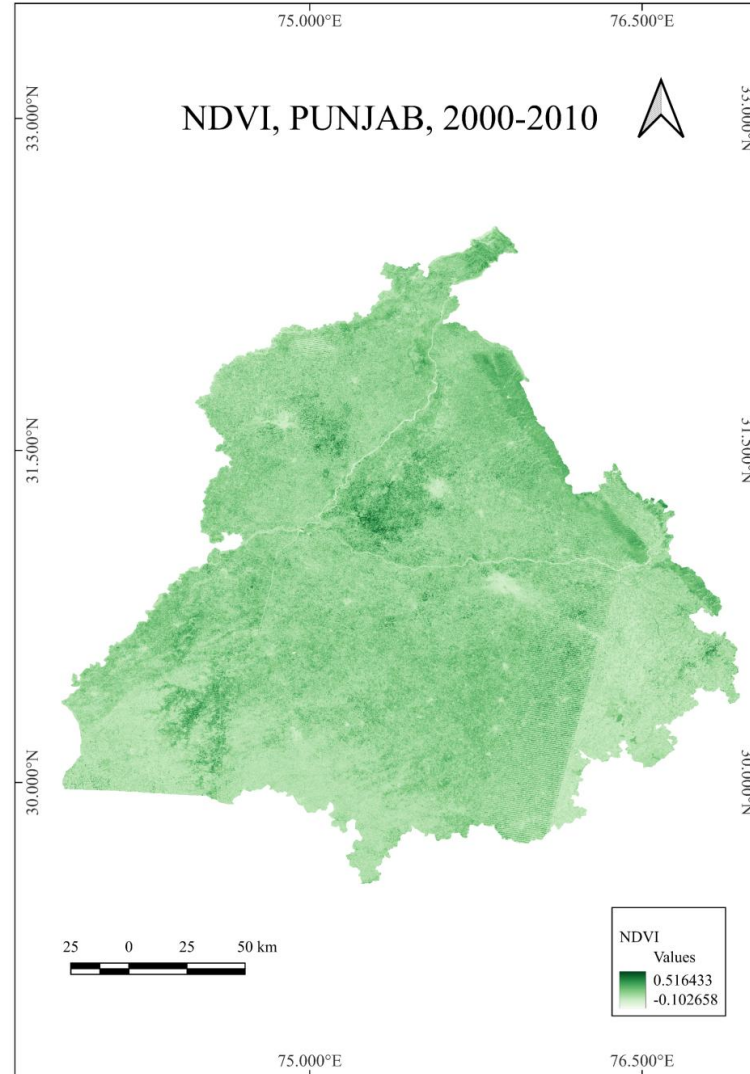 75.000°E 76.500°E
33.000°N 33.000°N
NDVI, PUNJAB, 2000-2010
31.500°N 31.500°N
30.000°N 30.000°N
25 0 25 50 km
NDVI
Values
0.516433
-0.102658
75.000°E 76.500°E